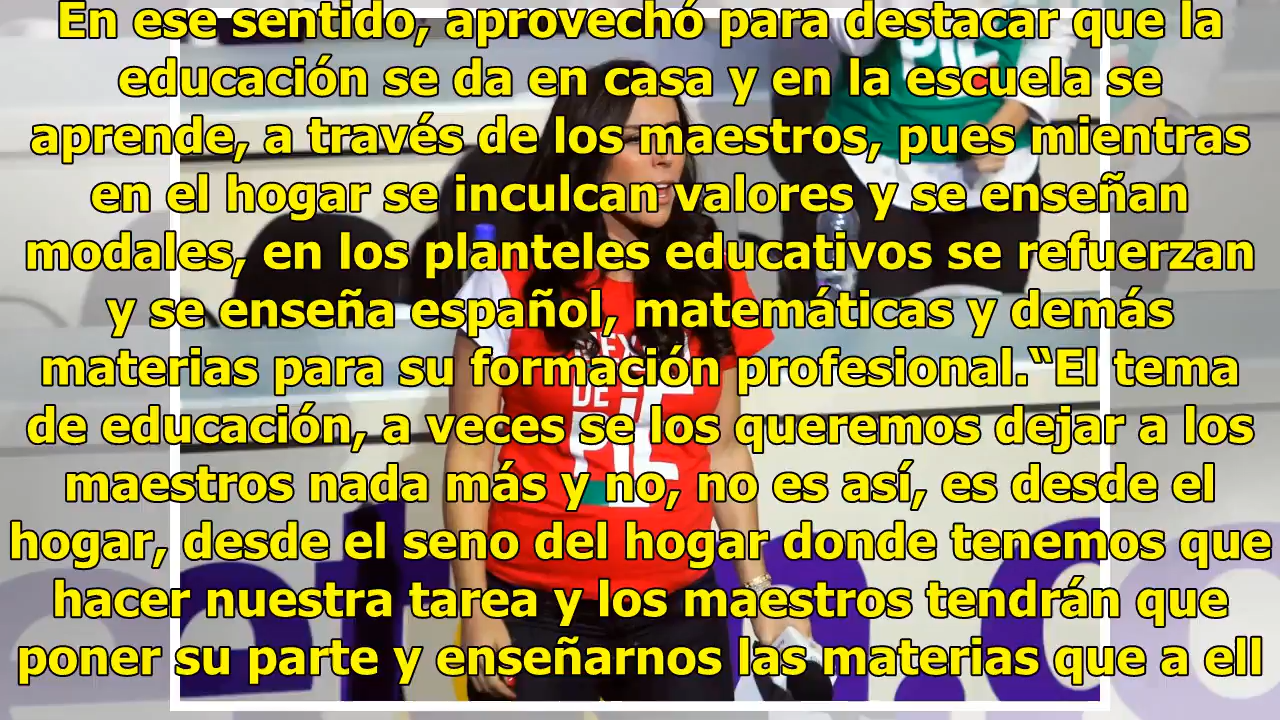 En ese sentido, aprovechó para destacar que la
educación se da en casa y en la escuela se
aprende, a través de los maestros, pues mientras
en el hogar se inculcan valores y se enseñan
modales, en los planteles educativos se refuerzan
y se enseña español, matemáticas y demás
materias para su formación profesional.“El tema
de educación, a veces se los queremos dejar a los
maestros nada más y no, no es así, es desde el
hogar, desde el seno del hogar donde tenemos que
hacer nuestra tarea y los maestros tendrán que
poner su parte y enseñarnos las materias que a ell
DE
PIE
PIE